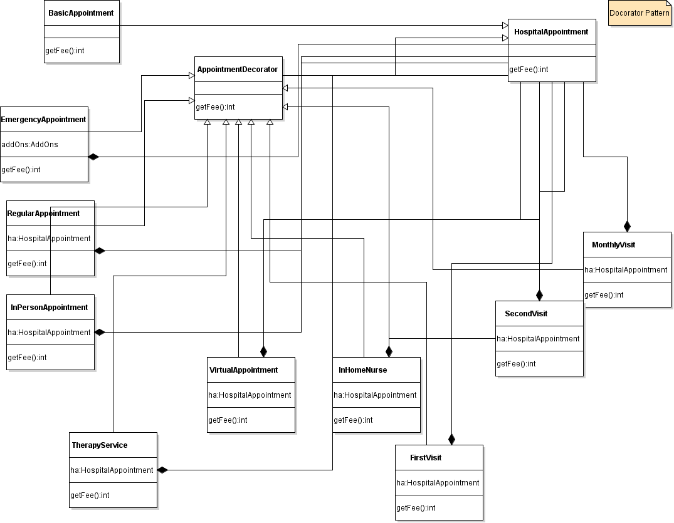 BasicAppointment
getFee():int
HospitalAppointment
getFee():int
Docorator Pattern
AppointmentDecorator
getFee():int
EmergencyAppointment
addOns:AddOns
getFee():int
RegularAppointment
ha:HospitalAppointment
getFee():int
MonthlyVisit
ha:HospitalAppointment
getFee():int
InPersonAppointment
ha:HospitalAppointment
getFee():int
SecondVisit
ha:HospitalAppointment
getFee():int
VirtualAppointment
ha:HospitalAppointment
getFee():int
InHomeNurse
ha:HospitalAppointment
getFee():int
TherapyService
ha:HospitalAppointment
getFee():int
FirstVisit
ha:HospitalAppointment
getFee():int